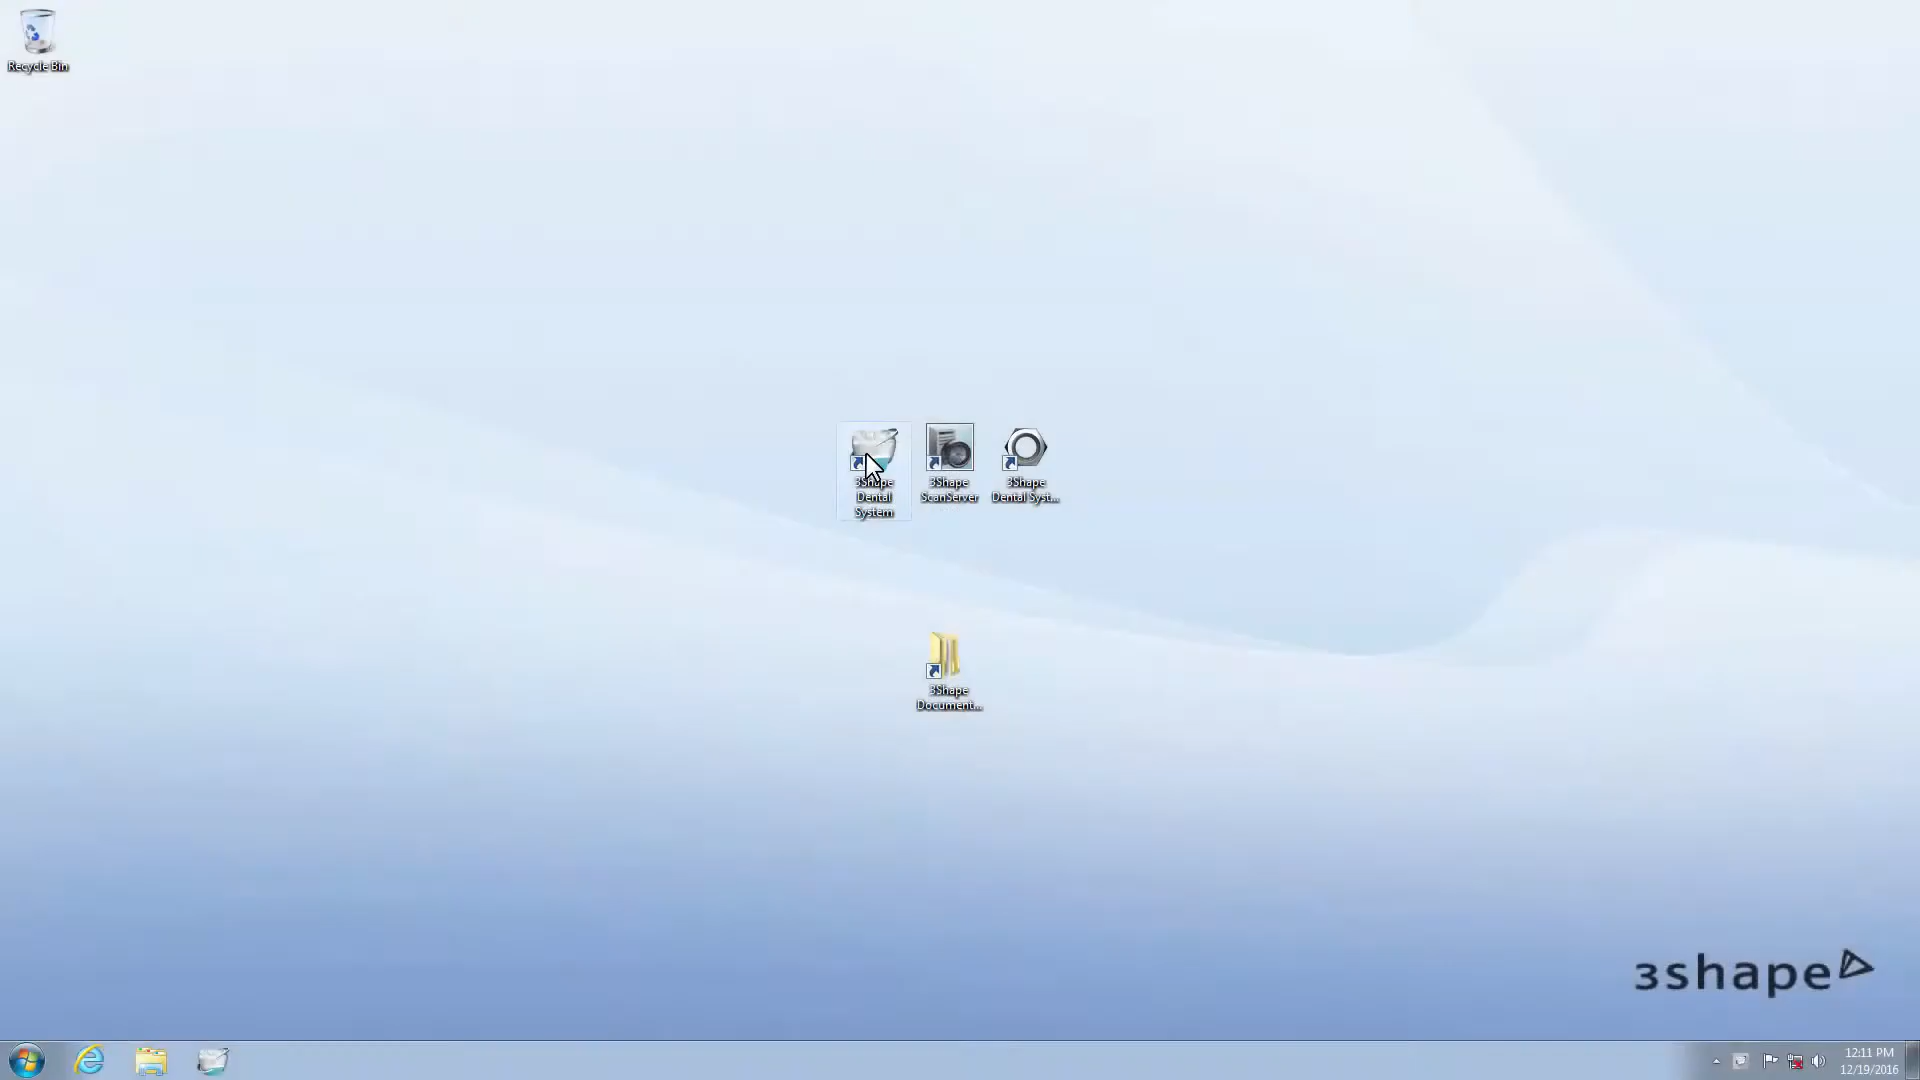 Recycle Bin
3Shape
Dental
System
3Shape
ScanServer
3Shape
Dental Syst...
3Shape
Document...
3shape
12:11 PM
12/19/2016